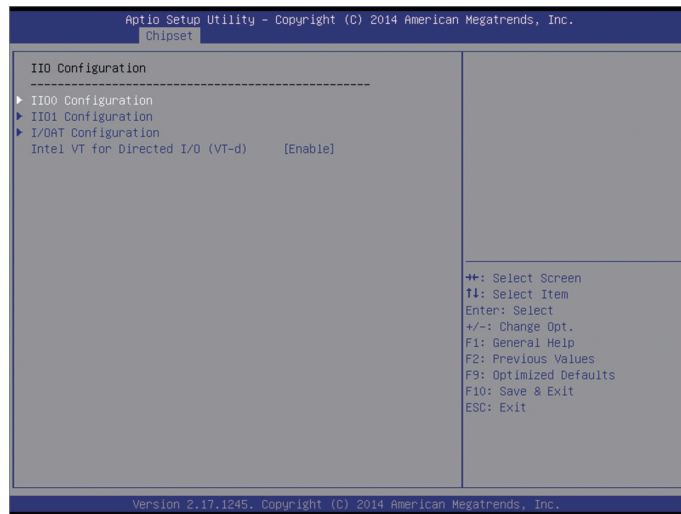 Aptio Setup Utility – Copyright (C) 2014 American Megatrends, Inc.
Chipset
IIO Configuration
--------------------------------------------------
IIO0 Configuration
IIO1 Configuration
I/OAT Configuration
Intel VT for Directed I/O (VT-d) [Enable]
→←: Select Screen
↑↓: Select Item
Enter: Select
+/-: Change Opt.
F1: General Help
F2: Previous Values
F9: Optimized Defaults
F10: Save & Exit
ESC: Exit
Version 2.17.1245. Copyright (C) 2014 American Megatrends, Inc.